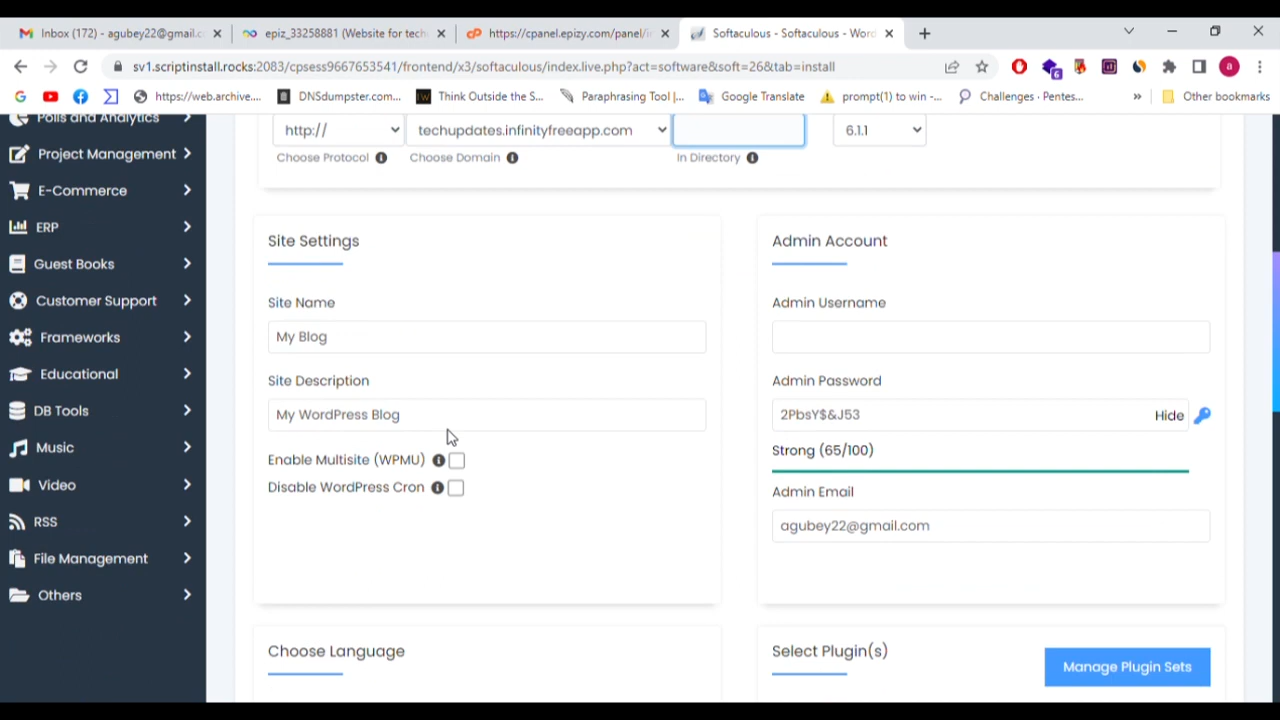 Inbox (172) - agubey22@gmail.c
epiz_33258881 (Website for tech
https://cpanel.epizy.com/panel/in
Softaculous - Softaculous - Word
sv1.scriptinstall.rocks:2083/cpsess9667653541/frontend/x3/softaculous/index.live.php?act=software&soft=26&tab=install
a
6
https://web.archive....
DNSdumpster.com...
TW
Think Outside the S...
Paraphrasing Tool |...
Google Translate
prompt(1) to win -...
Challenges · Pentes...
»
Other bookmarks
Polls and Analytics
Project Management
E-Commerce
ERP
Guest Books
Customer Support
Frameworks
Educational
DB Tools
Music
Video
RSS
File Management
Others
http://
techupdates.infinityfreeapp.com
6.1.1
Choose Protocol
Choose Domain
In Directory
Site Settings
Site Name
My Blog
Site Description
My WordPress Blog
Enable Multisite (WPMU)
Disable WordPress Cron
Admin Account
Admin Username
Admin Password
2PbsY$&J53
Hide
Strong (65/100)
Admin Email
agubey22@gmail.com
Choose Language
Select Plugin(s)
Manage Plugin Sets